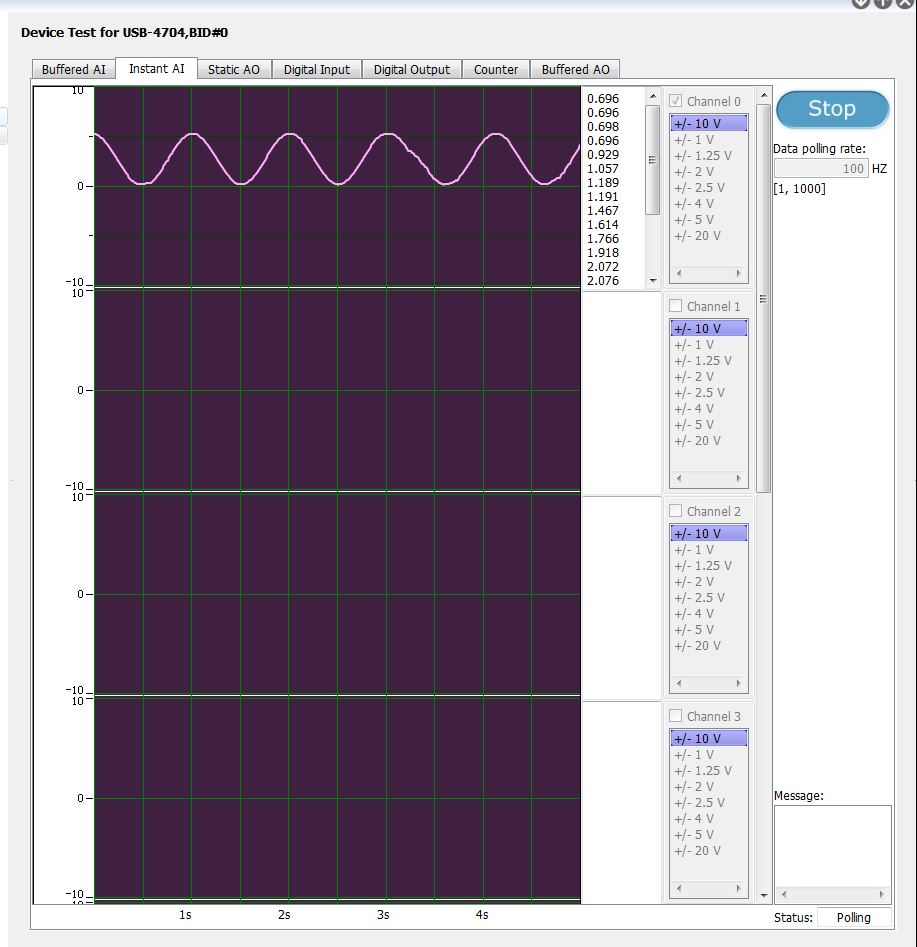 Device Test for USB-4704,BID#0
Buffered AI Instant AI Static AO Digital Input Digital Output Counter Buffered AO
10
0
-10
0.696
0.696
0.698
0.696
0.929
1.057
1.189
1.191
1.467
1.614
1.766
1.918
2.072
2.076
Channel 0
+/- 10 V
+/- 1 V
+/- 1.25 V
+/- 2 V
+/- 2.5 V
+/- 4 V
+/- 5 V
+/- 20 V
Stop
Data polling rate:
100 HZ
[1, 1000]
10
0
-10
Channel 1
+/- 10 V
+/- 1 V
+/- 1.25 V
+/- 2 V
+/- 2.5 V
+/- 4 V
+/- 5 V
+/- 20 V
10
0
-10
Channel 2
+/- 10 V
+/- 1 V
+/- 1.25 V
+/- 2 V
+/- 2.5 V
+/- 4 V
+/- 5 V
+/- 20 V
10
0
-10
Channel 3
+/- 10 V
+/- 1 V
+/- 1.25 V
+/- 2 V
+/- 2.5 V
+/- 4 V
+/- 5 V
+/- 20 V
1s 2s 3s 4s
Message:
Status: Polling